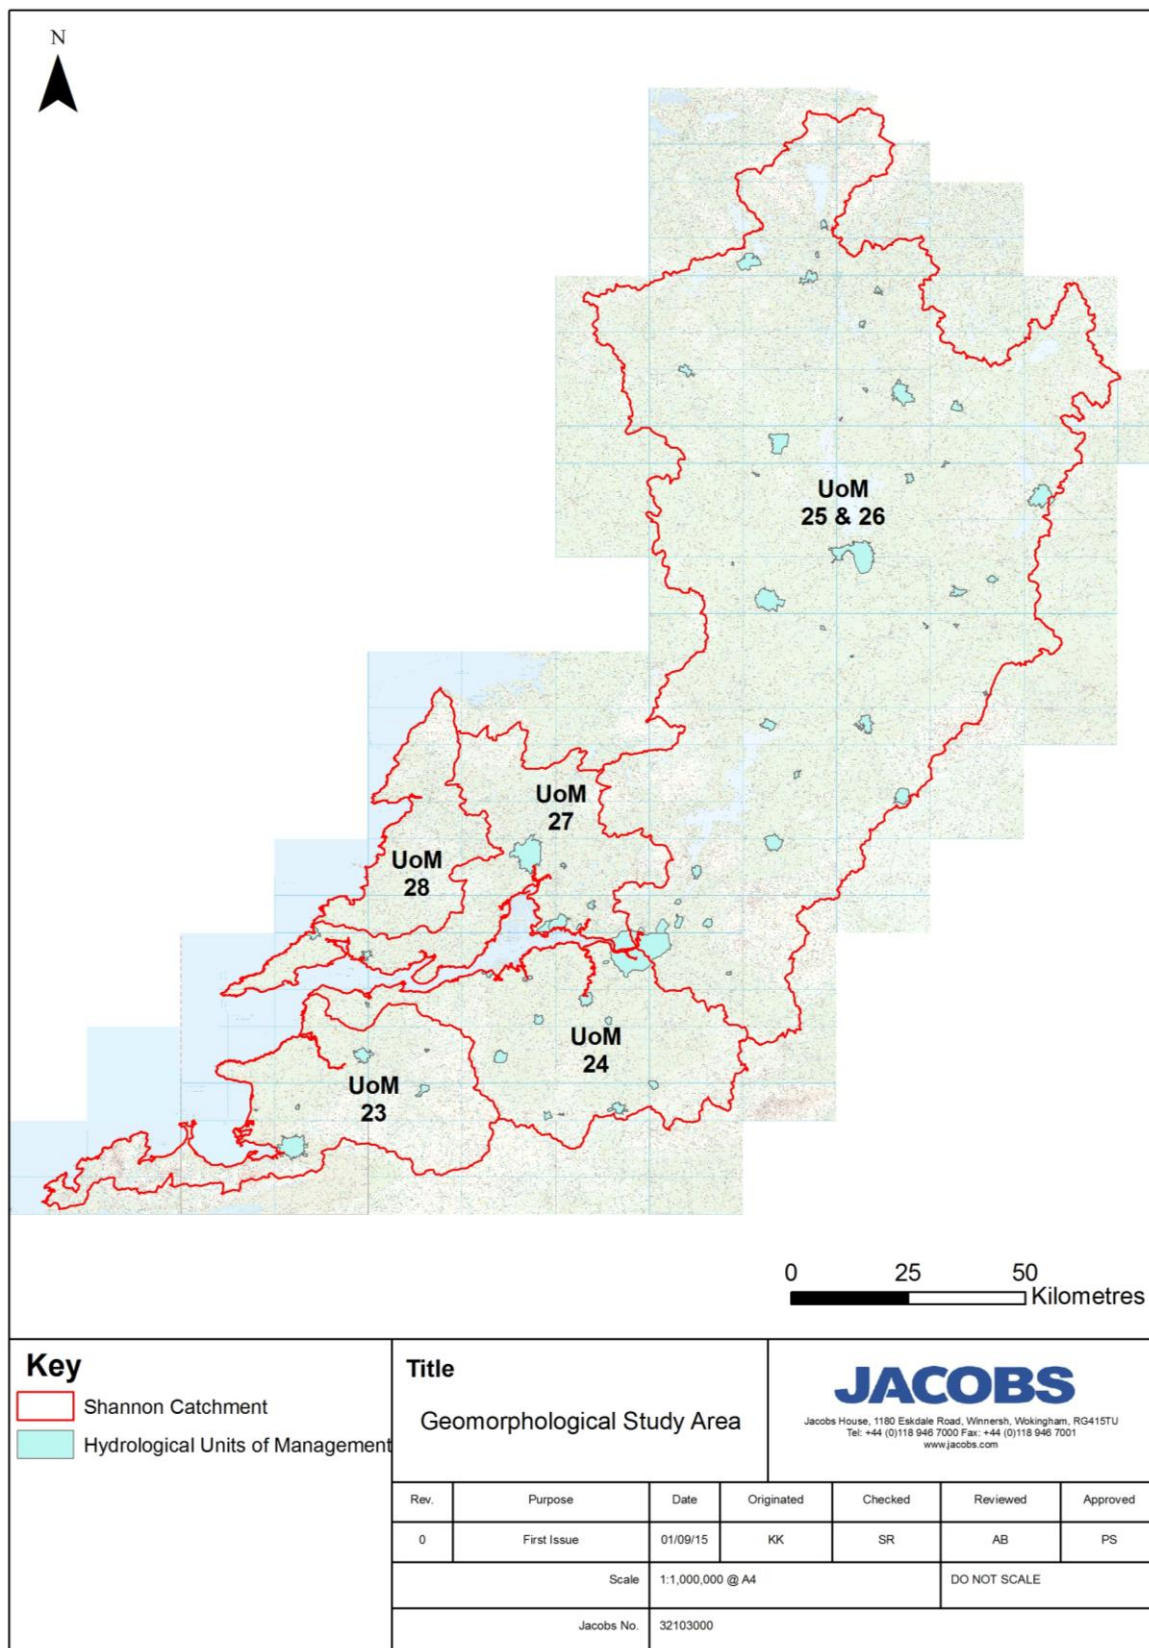 N
UoM
25 & 26
UoM
27
UoM
28
UoM
24
UoM
23
0 25 50
Kilometres
Key
Shannon Catchment
Hydrological Units of Management
Title
Geomorphological Study Area
JACOBS
Jacobs House, 1180 Eskdale Road, Winnersh, Wokingham, RG415TU
Tel: +44 (0)118 946 7000 Fax: +44 (0)118 946 7001
www.jacobs.com
Rev. Purpose Date Originated Checked Reviewed Approved
0 First Issue 01/09/15 KK SR AB PS
Scale 1:1,000,000 @ A4 DO NOT SCALE
Jacobs No. 32103000